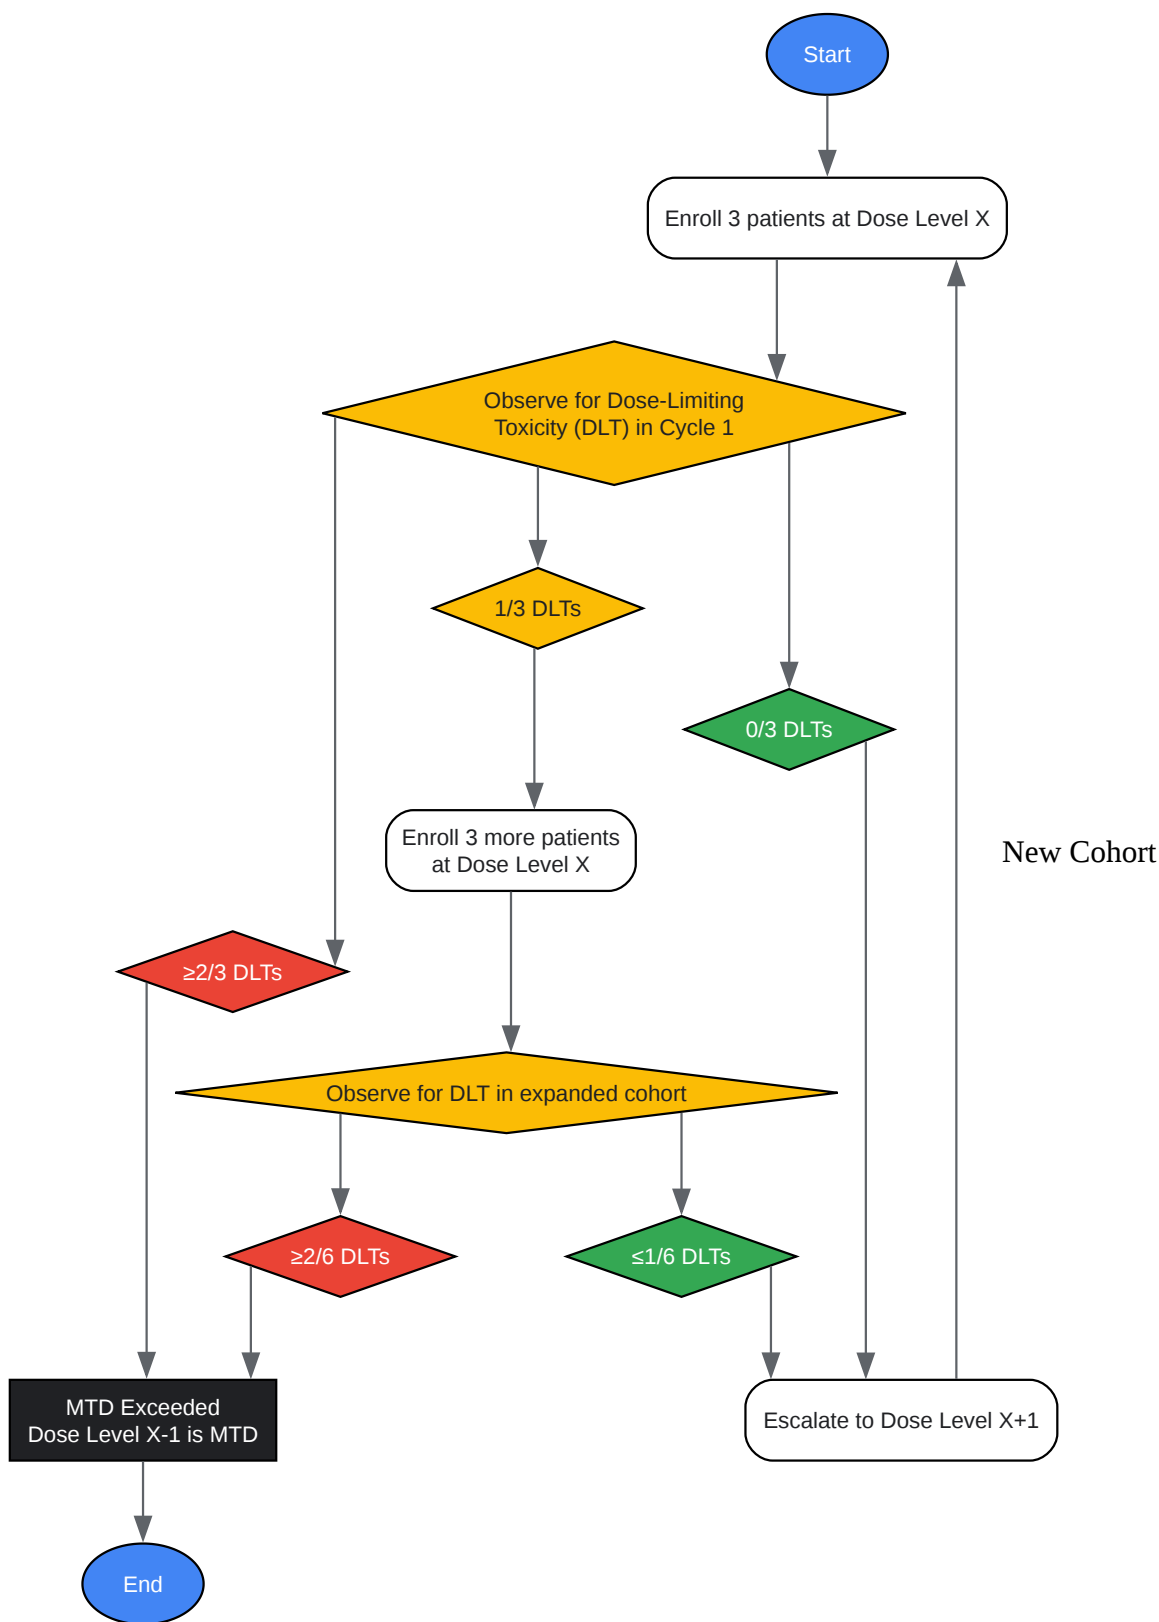 Start
Enroll 3 patients at Dose Level X
Observe for Dose-Limiting
Toxicity (DLT) in Cycle 1
1/3 DLTs
0/3 DLTs
Enroll 3 more patients
at Dose Level X
New Cohort
≥2/3 DLTs
Observe for DLT in expanded cohort
≥2/6 DLTs
≤1/6 DLTs
MTD Exceeded
Dose Level X-1 is MTD
Escalate to Dose Level X+1
End